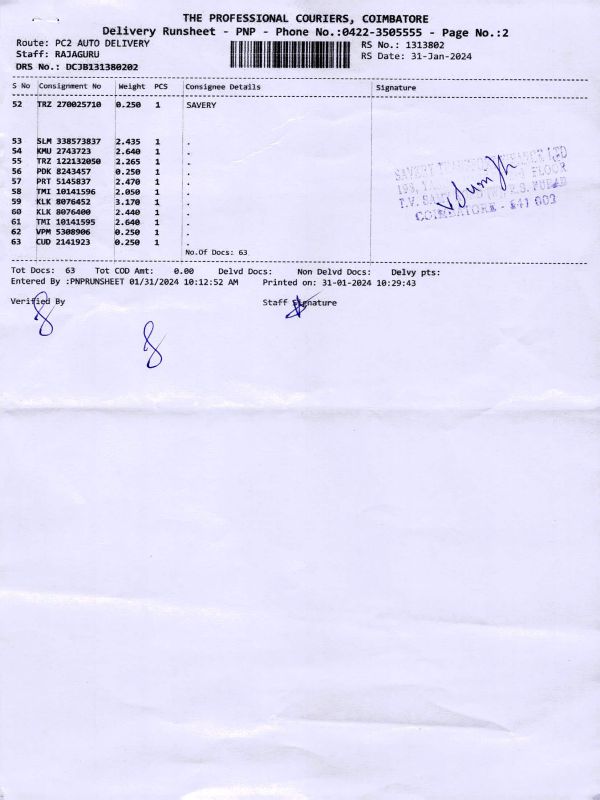 THE PROFESSIONAL COURIERS, COIMBATORE
Delivery Runsheet - PNP - Phone No.:0422-3505555 - Page No.:2
Route: PC2 AUTO DELIVERY RS No.: 1313802
Staff: RAJAGURU RS Date: 31-Jan-2024
DRS No.: DCJB131380202
S No Consignment No Weight PCS Consignee Details Signature
52 TRZ 270025710 0.250 1 SAVERY
53 SLM 338573837 2.435 1 .
54 KMU 2743723 2.640 1 .
55 TRZ 122132050 2.265 1 .
56 PDK 8243457 0.250 1 .
57 PRT 5145837 2.470 1 .
58 TMI 10141596 2.050 1 .
59 KLK 8076452 3.170 1 .
60 KLK 8076400 2.440 1 .
61 TMI 10141595 2.640 1 .
62 VPM 5308906 0.250 1 .
63 CUD 2141923 0.250 1 .
No.Of Docs: 63
COIMBATORE - 641 002
Tot Docs: 63 Tot COD Amt: 0.00 Delvd Docs: Non Delvd Docs: Delvy pts:
Entered By :PNPRUNSHEET 01/31/2024 10:12:52 AM Printed on: 31-01-2024 10:29:43
Verified By Staff Signature